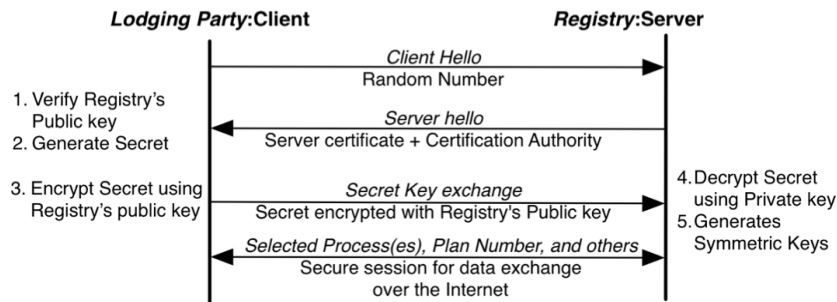 Lodging Party:Client
Registry:Server
Client Hello
Random Number
1. Verify Registry's
Public key
2. Generate Secret
Server hello
Server certificate + Certification Authority
3. Encrypt Secret using
Registry's public key
Secret Key exchange
Secret encrypted with Registry's Public key
4.Decrypt Secret
using Private key
5.Generates
Symmetric Keys
Selected Process(es), Plan Number, and others
Secure session for data exchange
over the Internet